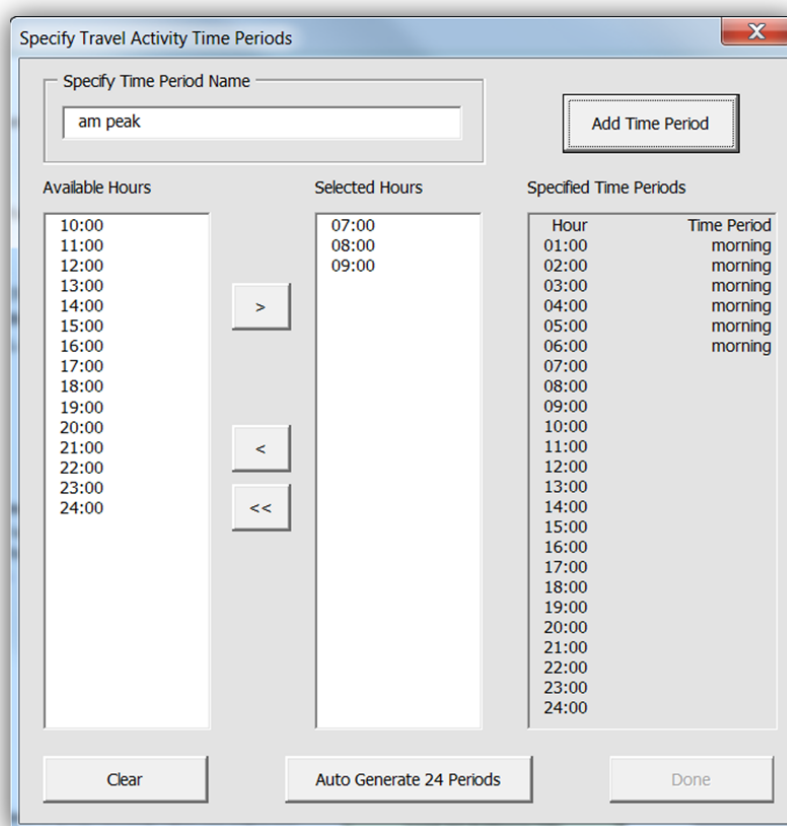 Specify Travel Activity Time Periods
Specify Time Period Name
am peak
Add Time Period
Available Hours
10:00
11:00
12:00
13:00
14:00
15:00
16:00
17:00
18:00
19:00
20:00
21:00
22:00
23:00
24:00
>
<
<<
Selected Hours
07:00
08:00
09:00
Specified Time Periods
Hour Time Period
01:00 morning
02:00 morning
03:00 morning
04:00 morning
05:00 morning
06:00 morning
07:00
08:00
09:00
10:00
11:00
12:00
13:00
14:00
15:00
16:00
17:00
18:00
19:00
20:00
21:00
22:00
23:00
24:00
Clear
Auto Generate 24 Periods
Done